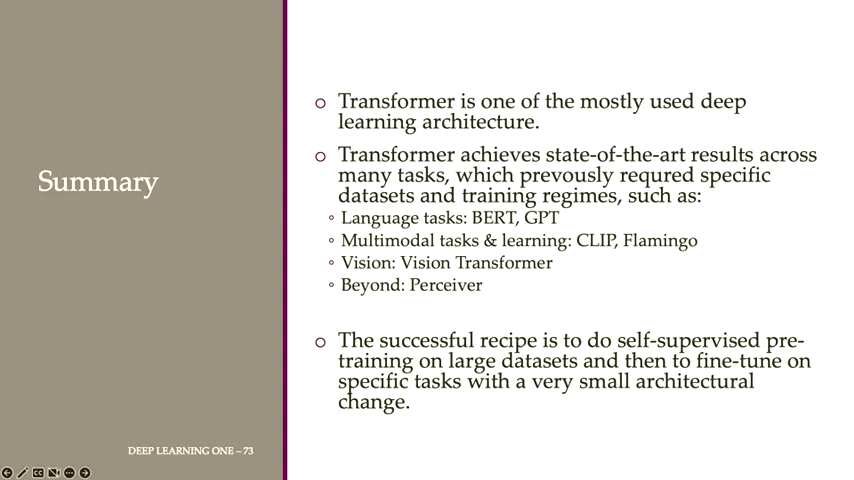 Summary
○ Transformer is one of the mostly used deep
learning architecture.
○ Transformer achieves state-of-the-art results across
many tasks, which prevously requred specific
datasets and training regimes, such as:
◦ Language tasks: BERT, GPT
◦ Multimodal tasks & learning: CLIP, Flamingo
◦ Vision: Vision Transformer
◦ Beyond: Perceiver
○ The successful recipe is to do self-supervised pre-
training on large datasets and then to fine-tune on
specific tasks with a very small architectural
change.
DEEP LEARNING ONE – 73
CC